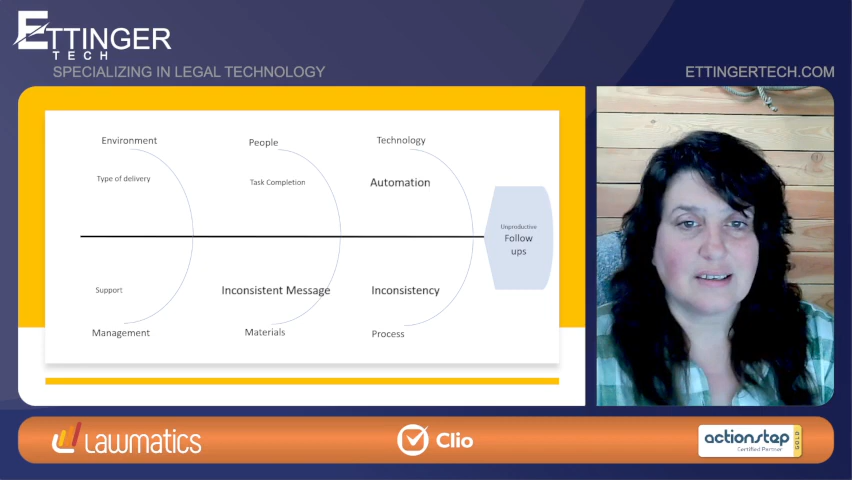 ETTINGER
TECH
SPECIALIZING IN LEGAL TECHNOLOGY
ETTINGERTECH.COM
Environment
People
Technology
Type of delivery
Task Completion
Automation
Unproductive
Follow
ups
Support
Inconsistent Message
Inconsistency
Management
Materials
Process
LAWMATICS
Clio
actionstep
Certified Partner
GOLD